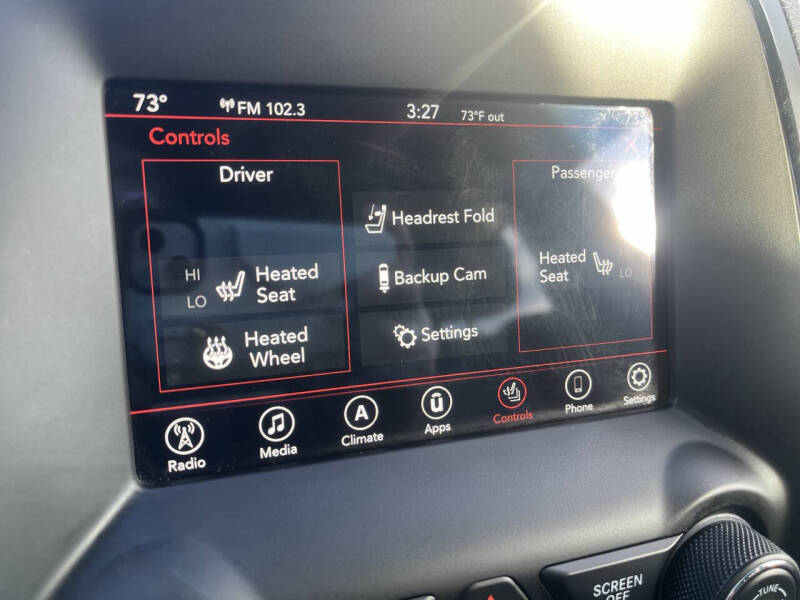 73° FM 102.3 3:27 73°F out
Controls X
Driver
HI
LO
Heated
Seat
Heated
Wheel
Headrest Fold
Backup Cam
Settings
Passenger
Heated
Seat
LO
Radio Media Climate Apps Controls Phone Settings
A ü
SCREEN
OFF
TUNE